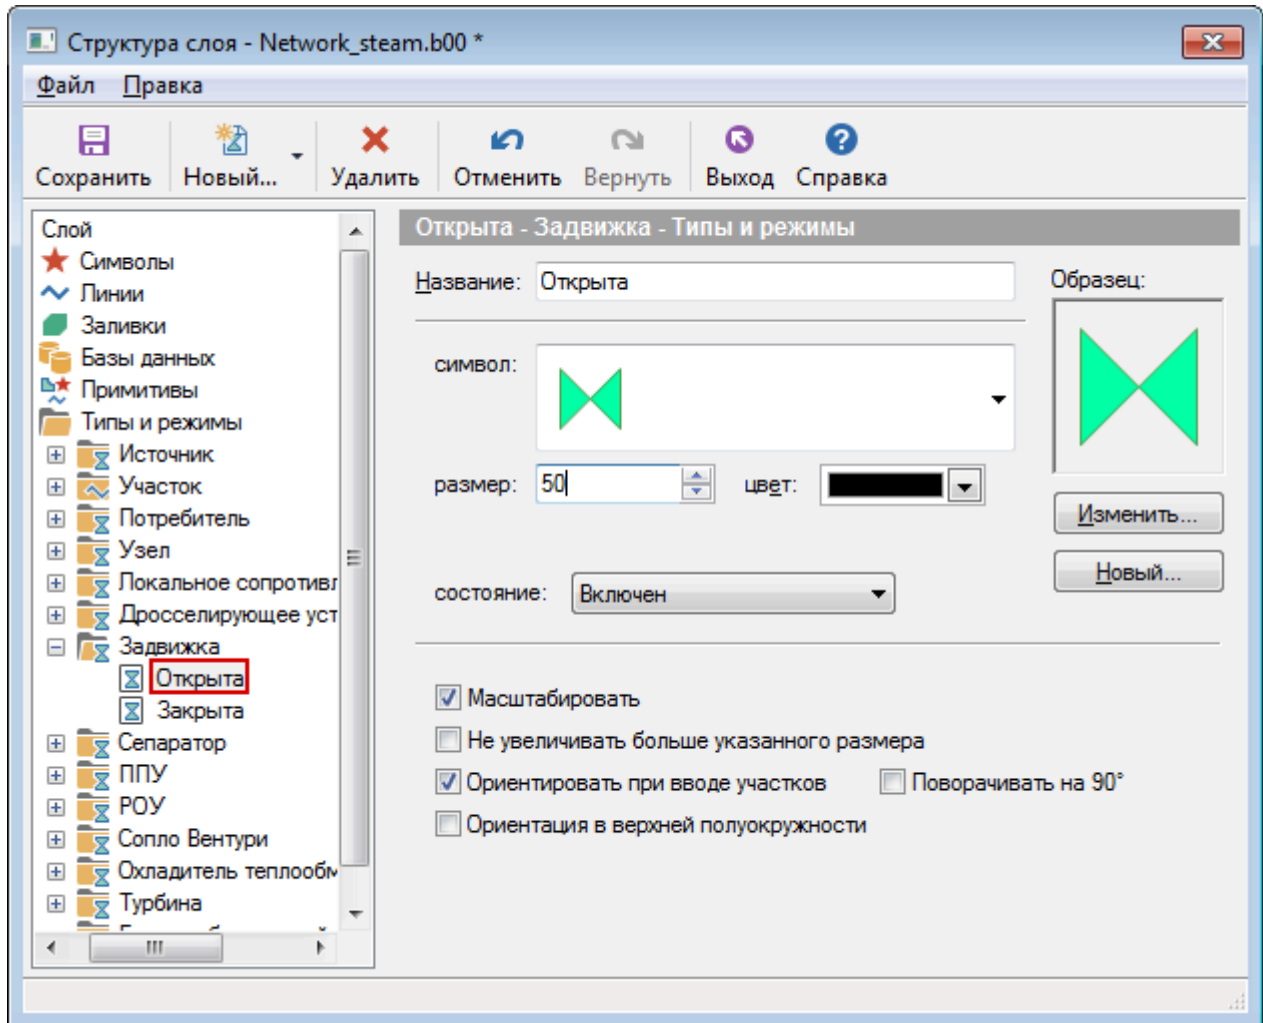 Структура слоя - Network_steam.b00 *
Файл Правка
Сохранить Новый... Удалить Отменить Вернуть Выход Справка
Слой
Символы
Линии
Заливки
Базы данных
Примитивы
Типы и режимы
Источник
Участок
Потребитель
Узел
Локальное сопротивл
Дросселирующее уст
Задвижка
Открыта
Закрыта
Сепаратор
ППУ
РОУ
Сопло Вентури
Охладитель теплообм
Турбина
Открыта - Задвижка - Типы и режимы
Название: Открыта
Образец:
символ:
размер: 50 цвет:
Изменить...
Новый...
состояние: Включен
Масштабировать
Не увеличивать больше указанного размера
Ориентировать при вводе участков Поворачивать на 90°
Ориентация в верхней полуокружности